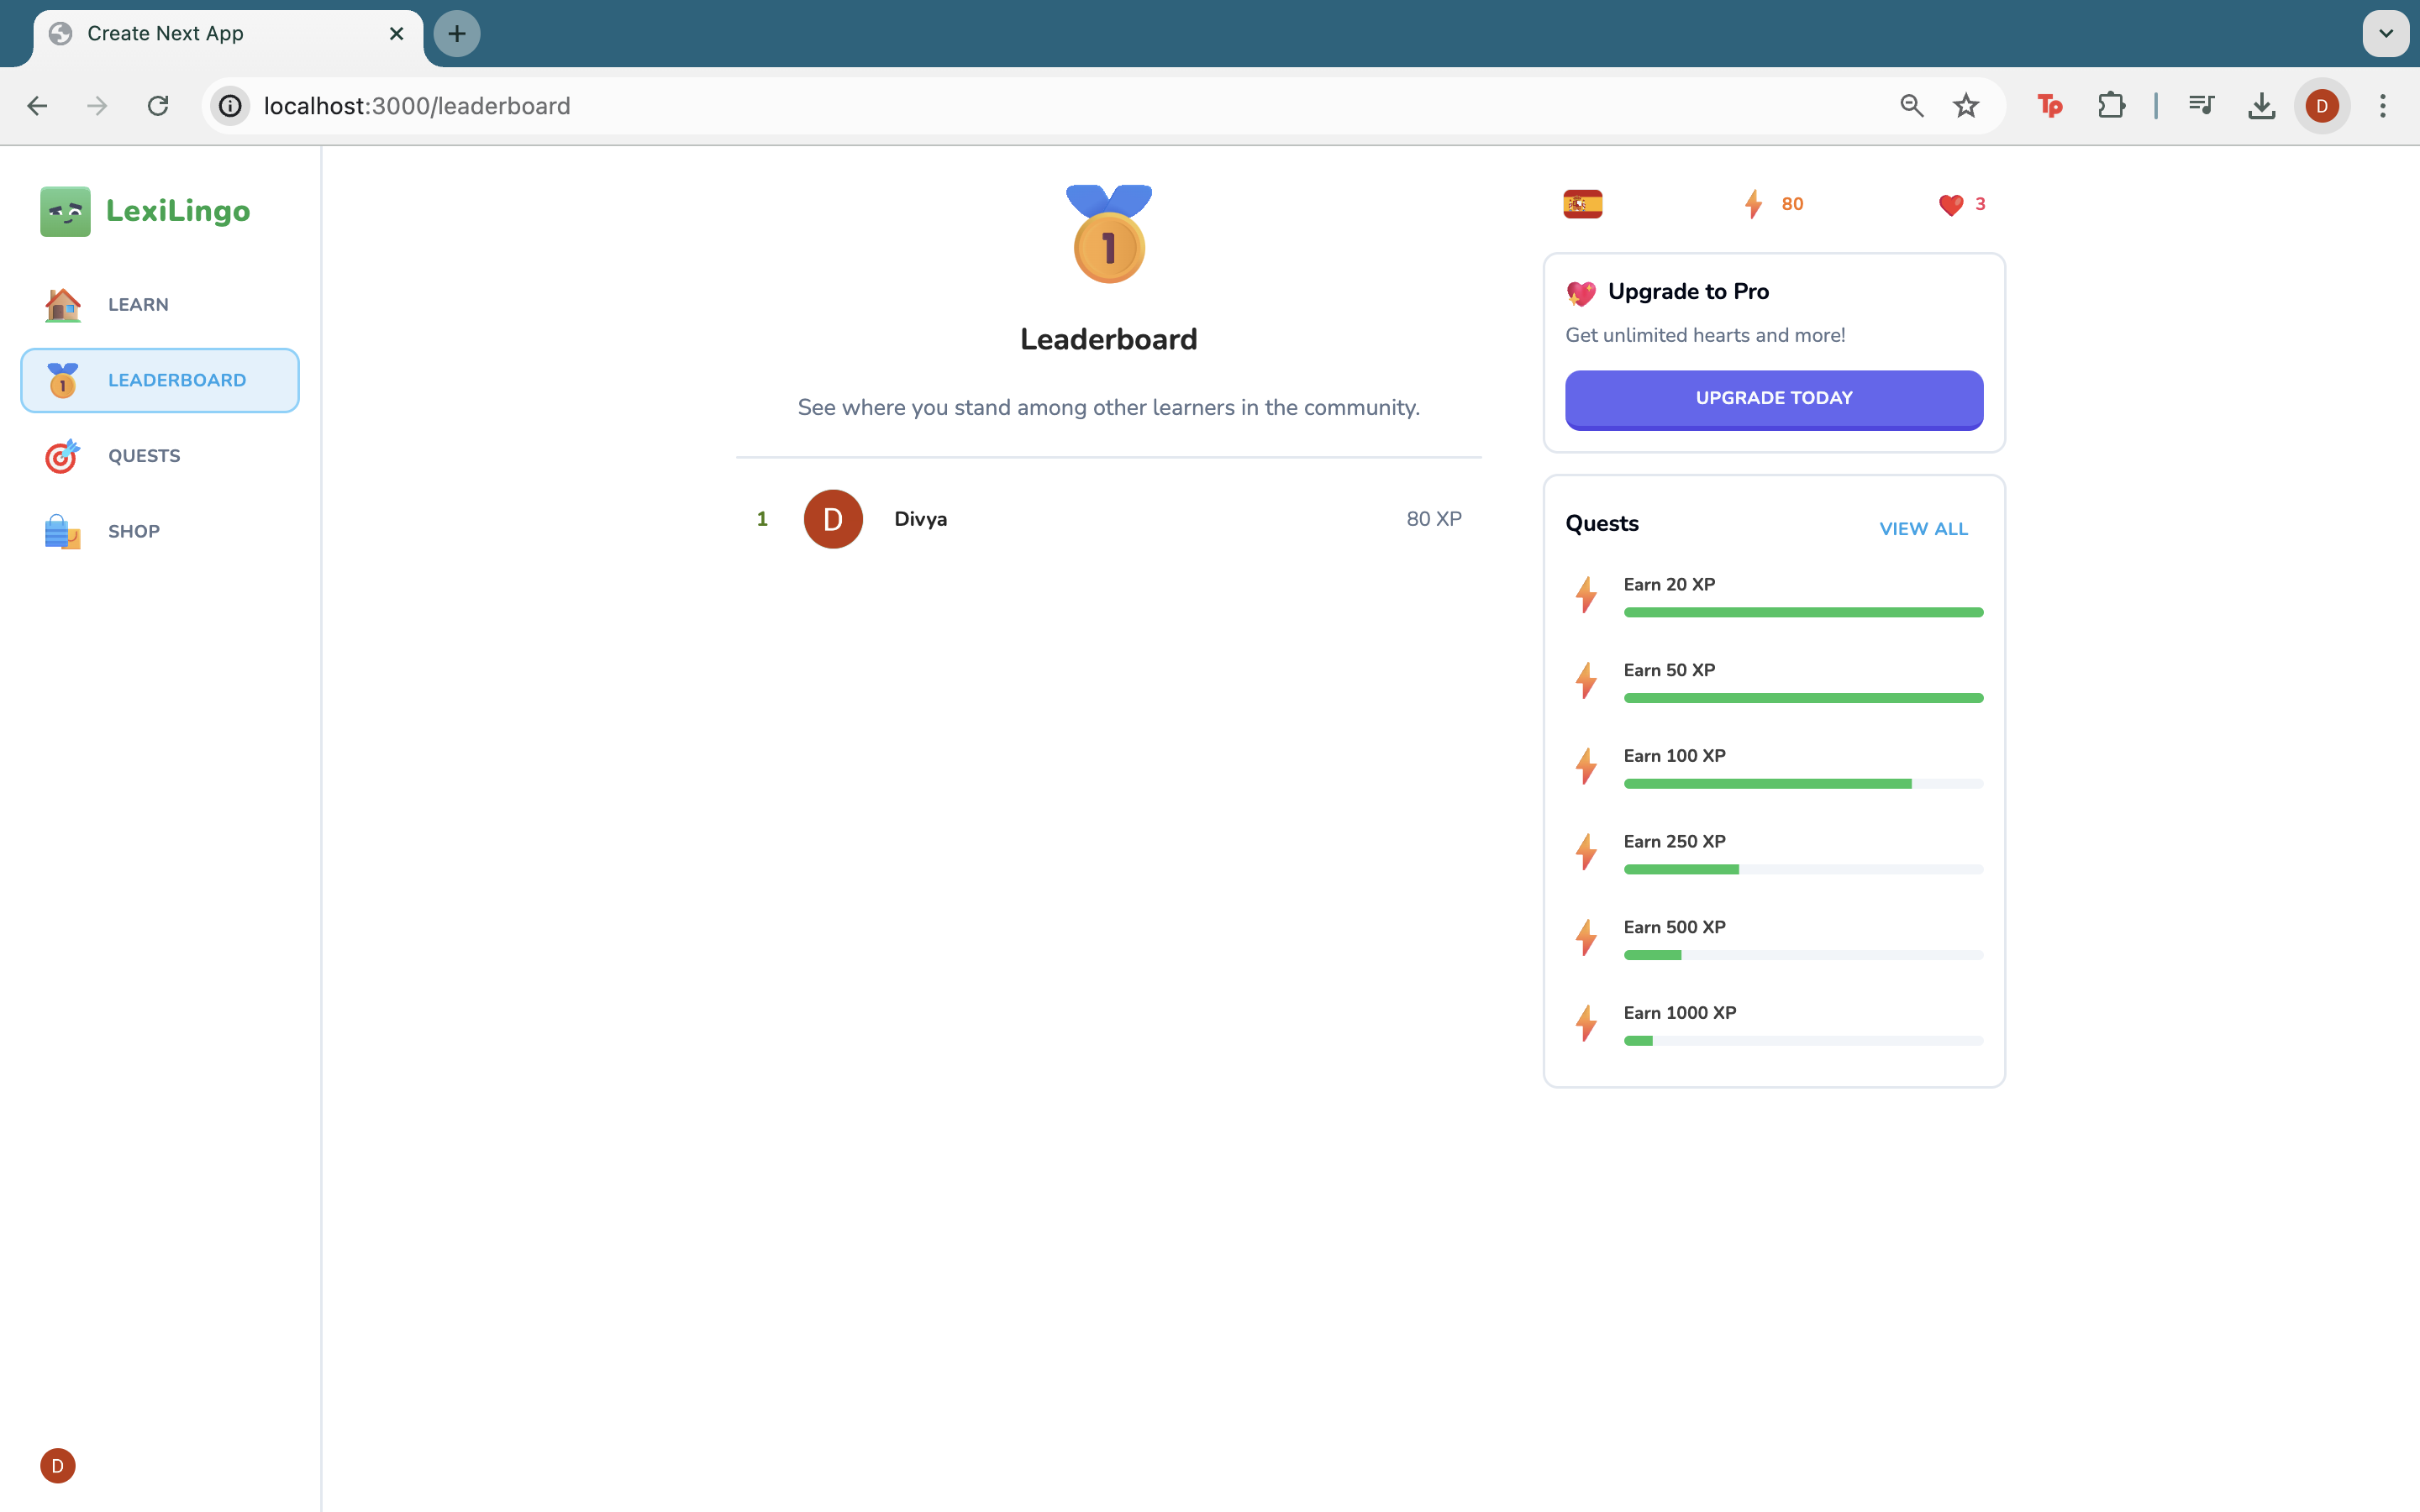 Create Next App
localhost:3000/leaderboard
Tp
D
LexiLingo
LEARN
1
LEADERBOARD
QUESTS
SHOP
D
1
Leaderboard
See where you stand among other learners in the community.
1 D Divya 80 XP
80
3
Upgrade to Pro
Get unlimited hearts and more!
UPGRADE TODAY
Quests
VIEW ALL
Earn 20 XP
Earn 50 XP
Earn 100 XP
Earn 250 XP
Earn 500 XP
Earn 1000 XP